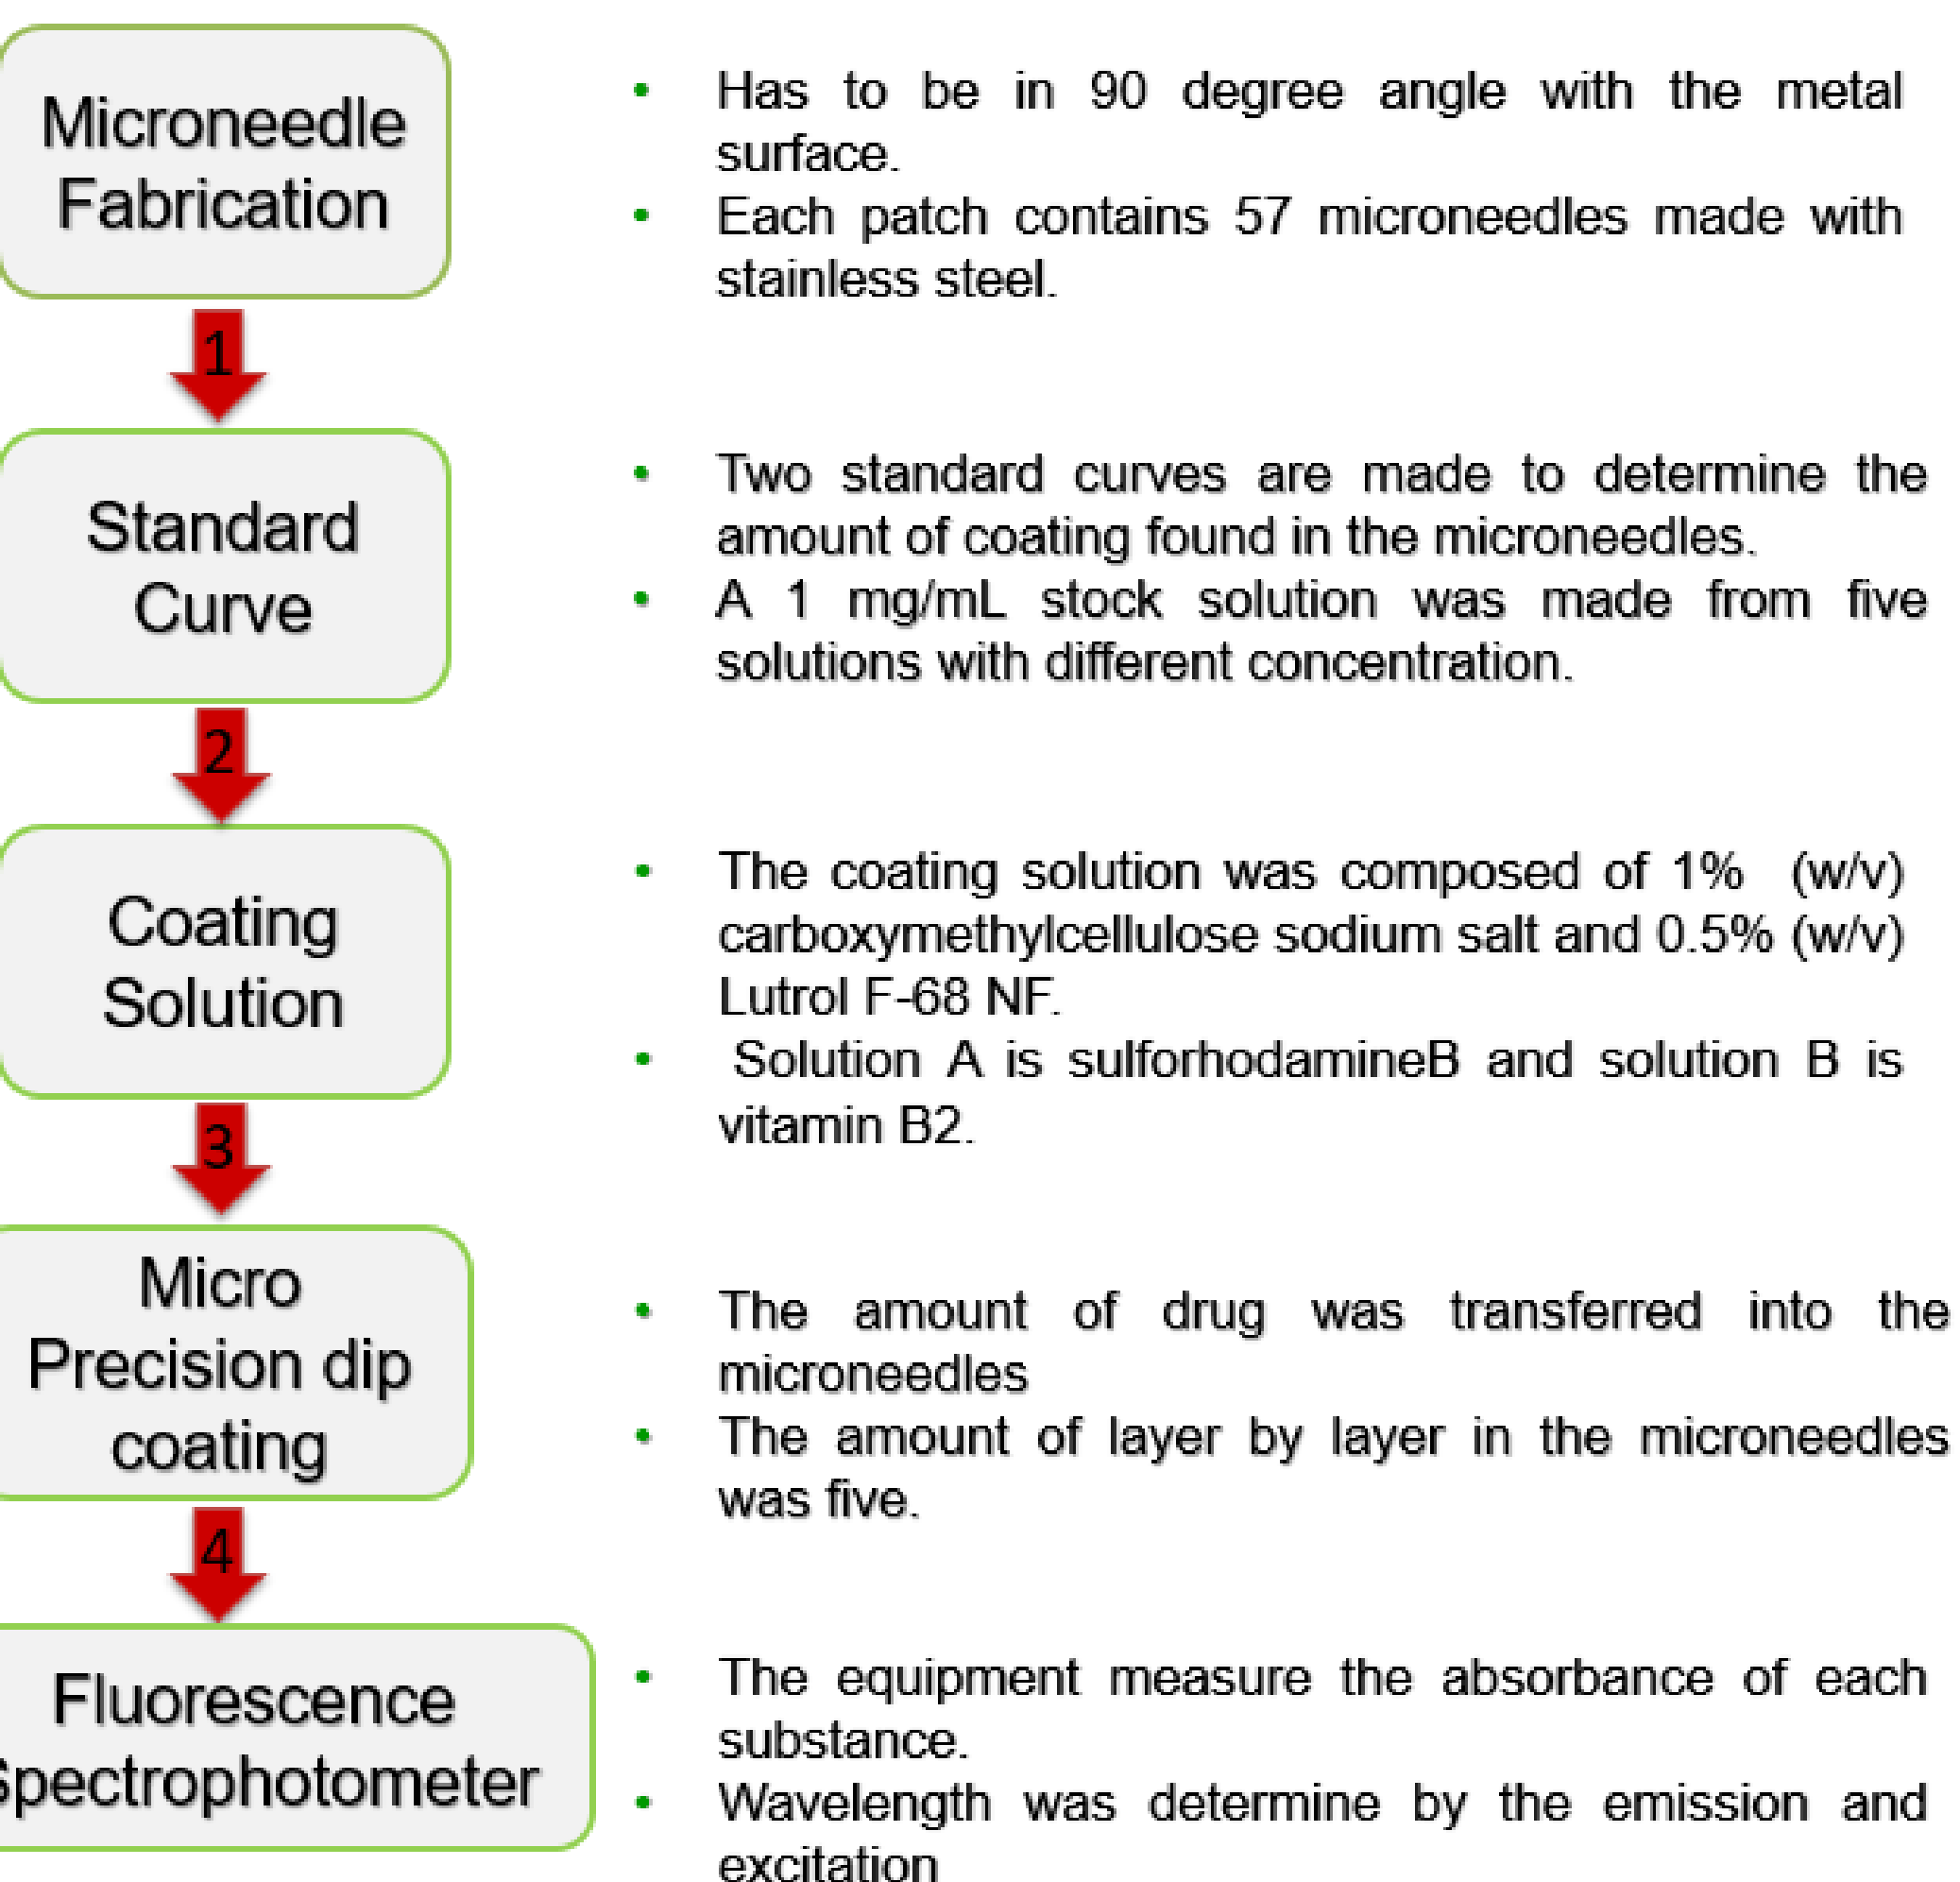 Microneedle
Fabrication
• Has to be in 90 degree angle with the metal
surface.
• Each patch contains 57 microneedles made with
stainless steel.
1
Standard
Curve
• Two standard curves are made to determine the
amount of coating found in the microneedles.
• A 1 mg/mL stock solution was made from five
solutions with different concentration.
2
Coating
Solution
• The coating solution was composed of 1% (w/v)
carboxymethylcellulose sodium salt and 0.5% (w/v)
Lutrol F-68 NF.
• Solution A is sulforhodamineB and solution B is
vitamin B2.
3
Micro
Precision dip
coating
• The amount of drug was transferred into the
microneedles
• The amount of layer by layer in the microneedles
was five.
4
Fluorescence
Spectrophotometer
• The equipment measure the absorbance of each
substance.
• Wavelength was determine by the emission and
excitation